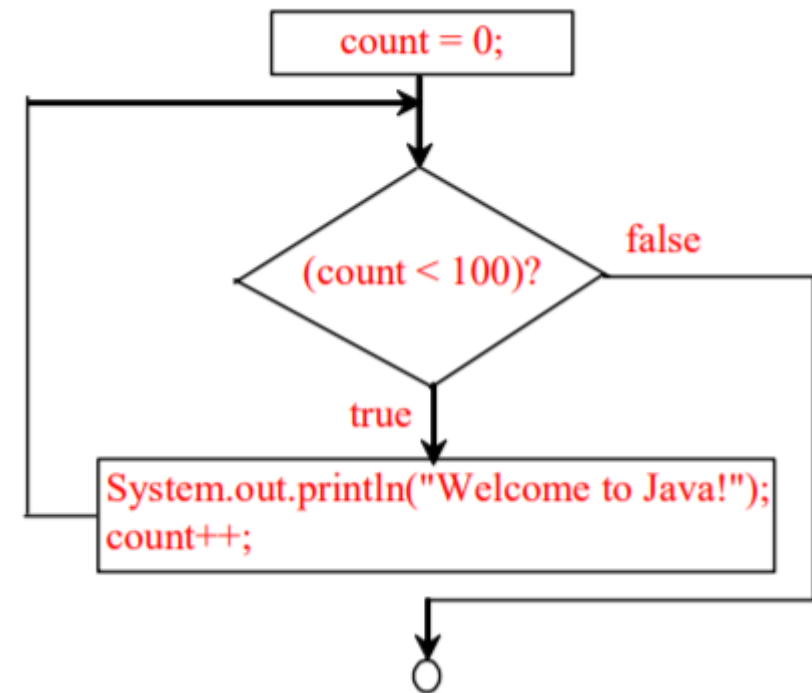 count = 0;
(count < 100)?
false
true
System.out.println("Welcome to Java!");
count++;